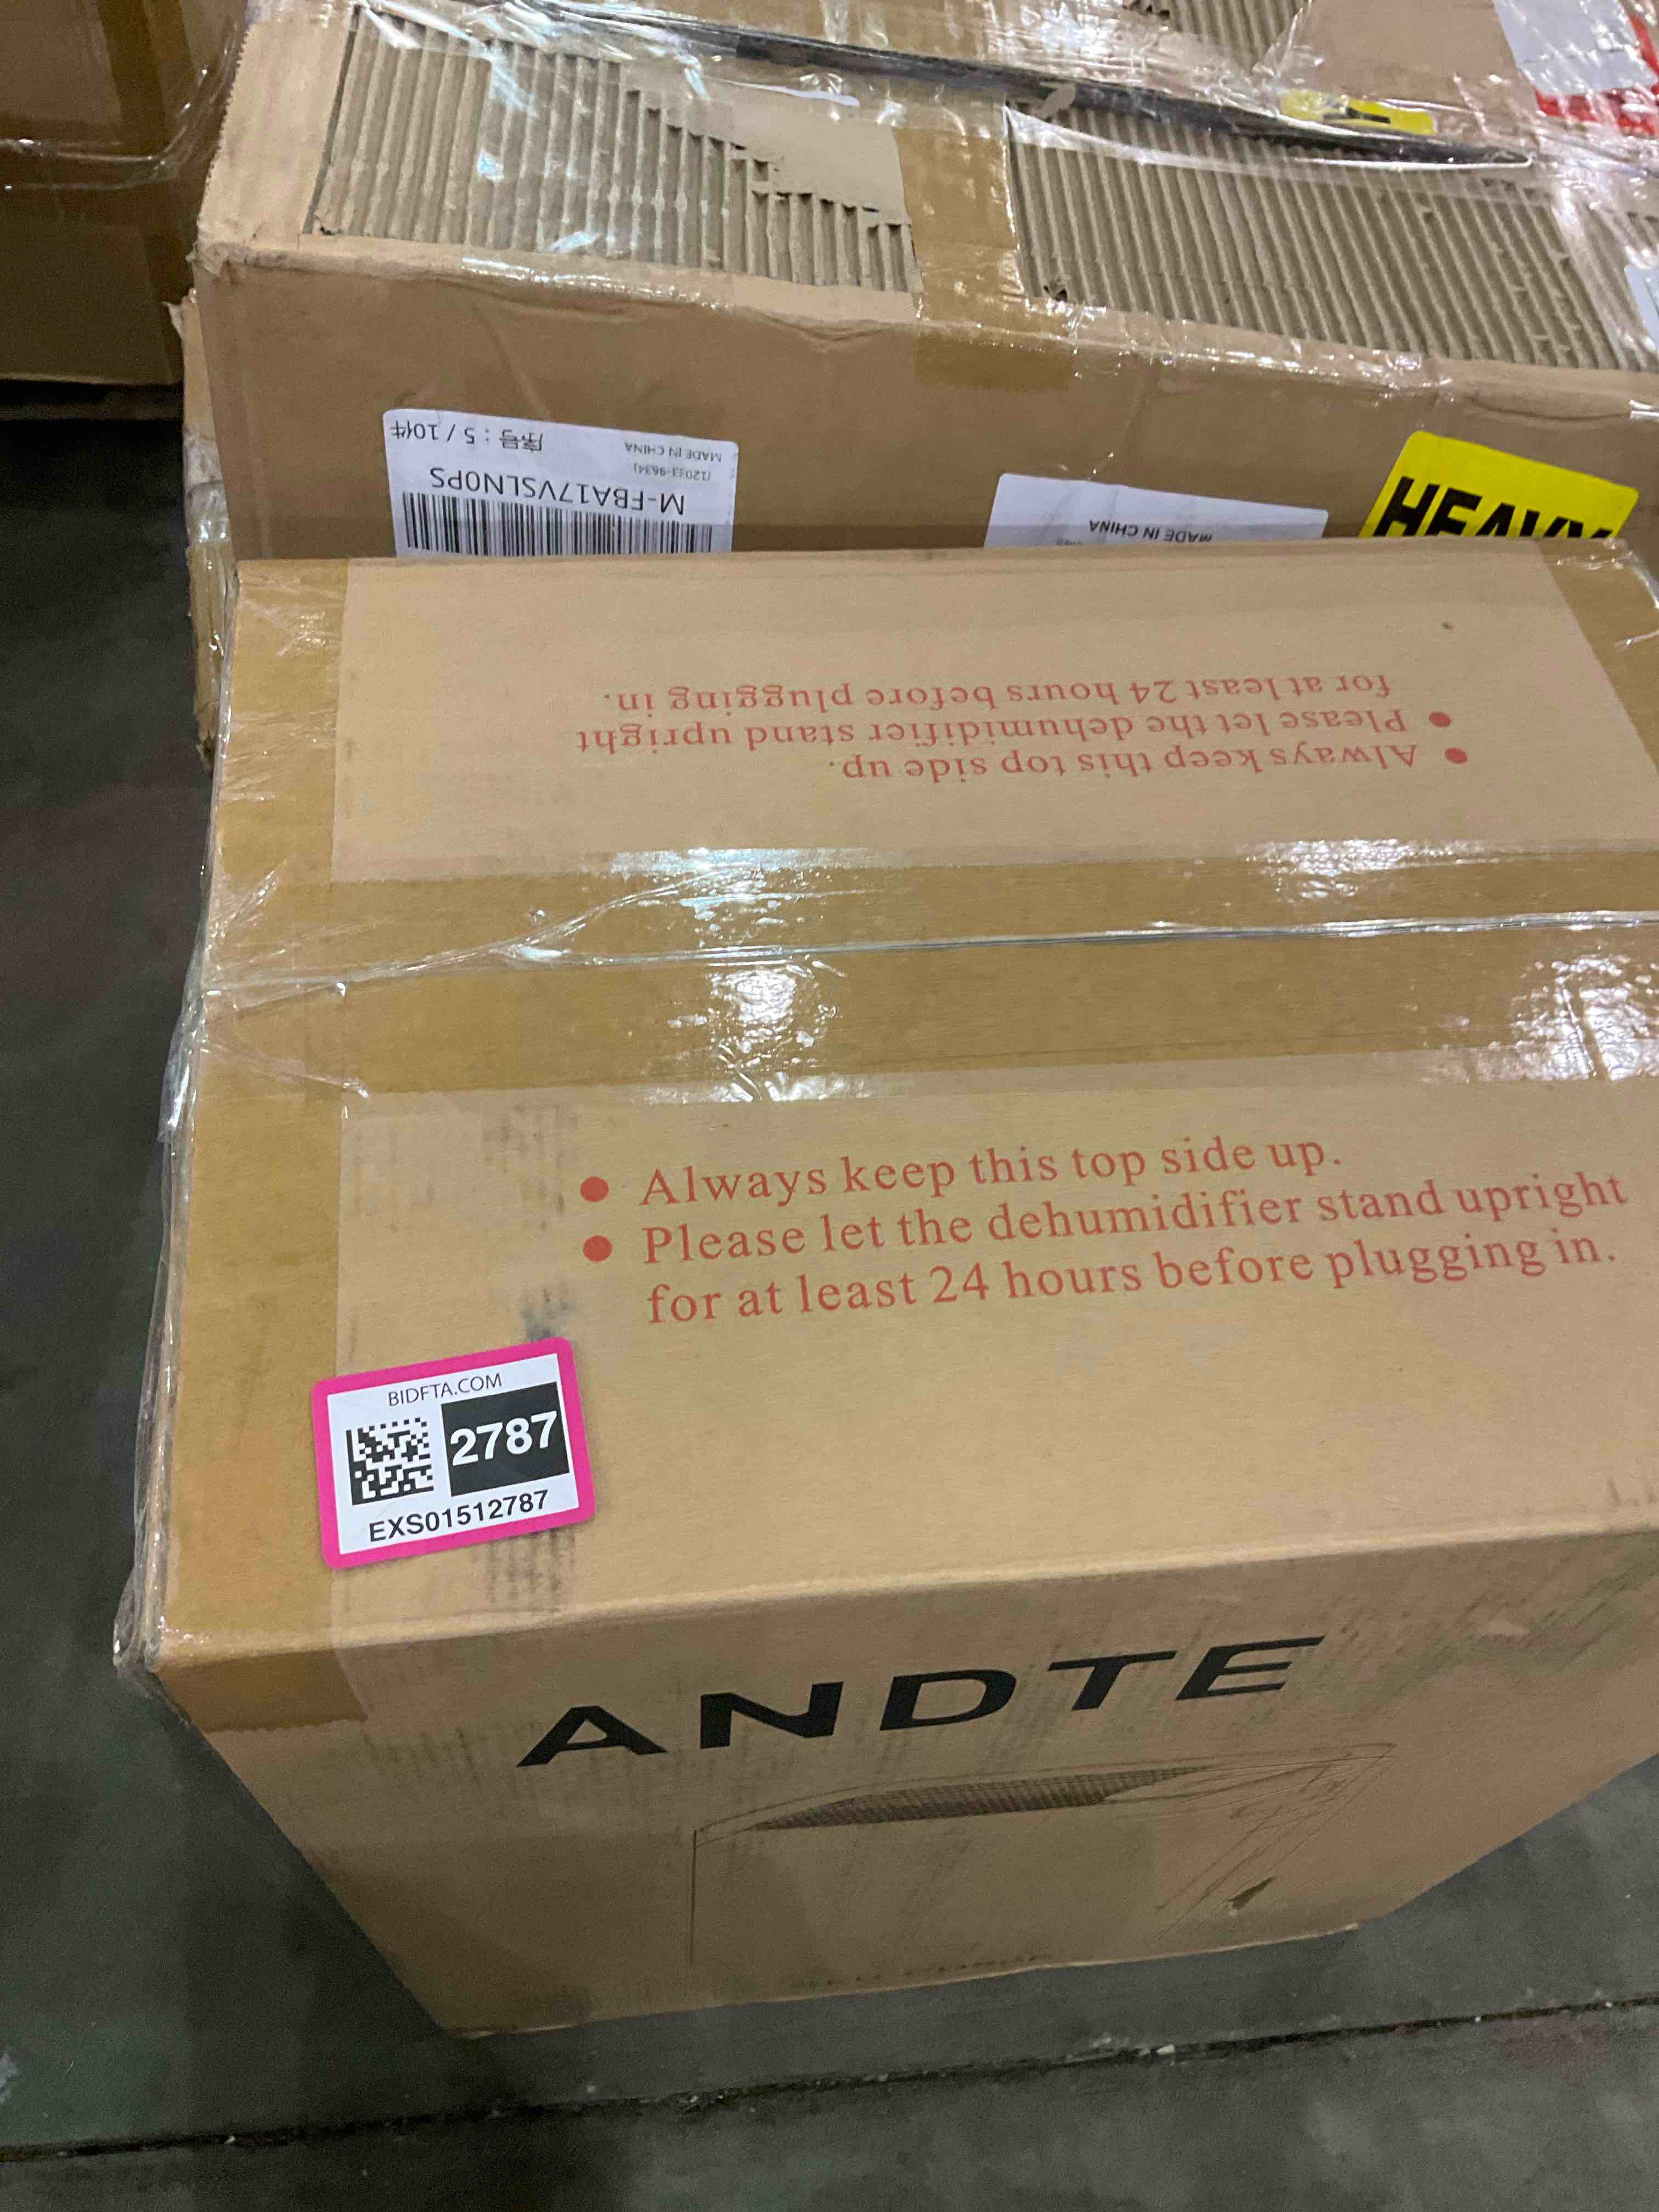 序号：5 / 10件
MADE IN CHINA
(12033-9634)
M-FBA17VSLN0PS
MADE IN CHINA
HEAVY
• Always keep this top side up.
• Please let the dehumidifier stand upright
for at least 24 hours before plugging in.
• Always keep this top side up.
• Please let the dehumidifier stand upright
for at least 24 hours before plugging in.
BIDFTA.COM
2787
EXS01512787
ANDTE